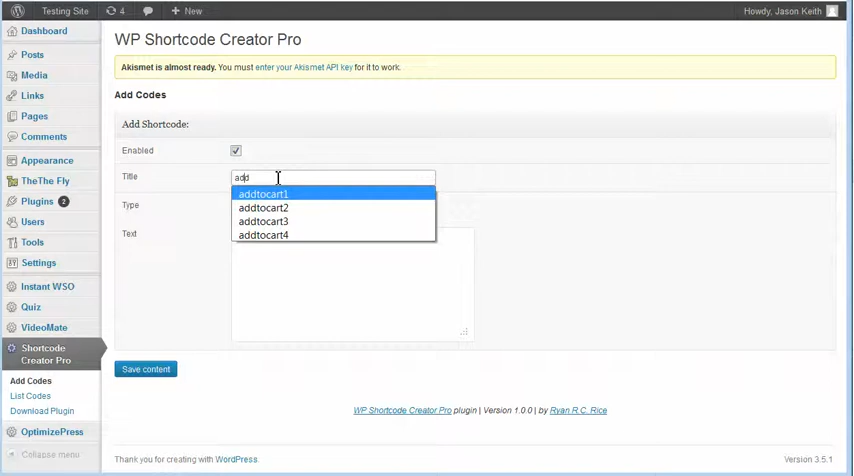 Testing Site 4 New Howdy, Jason Keith
Dashboard
Posts
Media
Links
Pages
Comments
Appearance
TheThe Fly
Plugins 2
Users
Tools
Settings
Instant WSO
Quiz
VideoMate
Shortcode
Creator Pro
Add Codes
List Codes
Download Plugin
OptimizePress
Collapse menu
WP Shortcode Creator Pro
Akismet is almost ready. You must enter your Akismet API key for it to work.
Add Codes
Add Shortcode:
Enabled
Title add
addtocart1
addtocart2
addtocart3
addtocart4
Type
Text
Save content
WP Shortcode Creator Pro plugin | Version 1.0.0 | by Ryan R.C. Rice
Thank you for creating with WordPress. Version 3.5.1